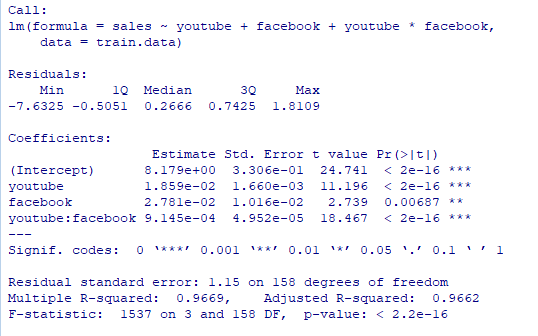 Call:
lm(formula = sales ~ youtube + facebook + youtube * facebook,
    data = train.data)
Residuals:
    Min      1Q  Median      3Q     Max
-7.6325 -0.5051  0.2666  0.7425  1.8109
Coefficients:
                  Estimate Std. Error t value Pr(>|t|)
(Intercept)      8.179e+00  3.306e-01  24.741  < 2e-16 ***
youtube          1.859e-02  1.660e-03  11.196  < 2e-16 ***
facebook         2.781e-02  1.016e-02   2.739  0.00687 **
youtube:facebook 9.145e-04  4.952e-05  18.467  < 2e-16 ***
---
Signif. codes:  0 ‘***’ 0.001 ‘**’ 0.01 ‘*’ 0.05 ‘.’ 0.1 ‘ ’ 1
Residual standard error: 1.15 on 158 degrees of freedom
Multiple R-squared:  0.9669,    Adjusted R-squared:  0.9662
F-statistic:  1537 on 3 and 158 DF,  p-value: < 2.2e-16